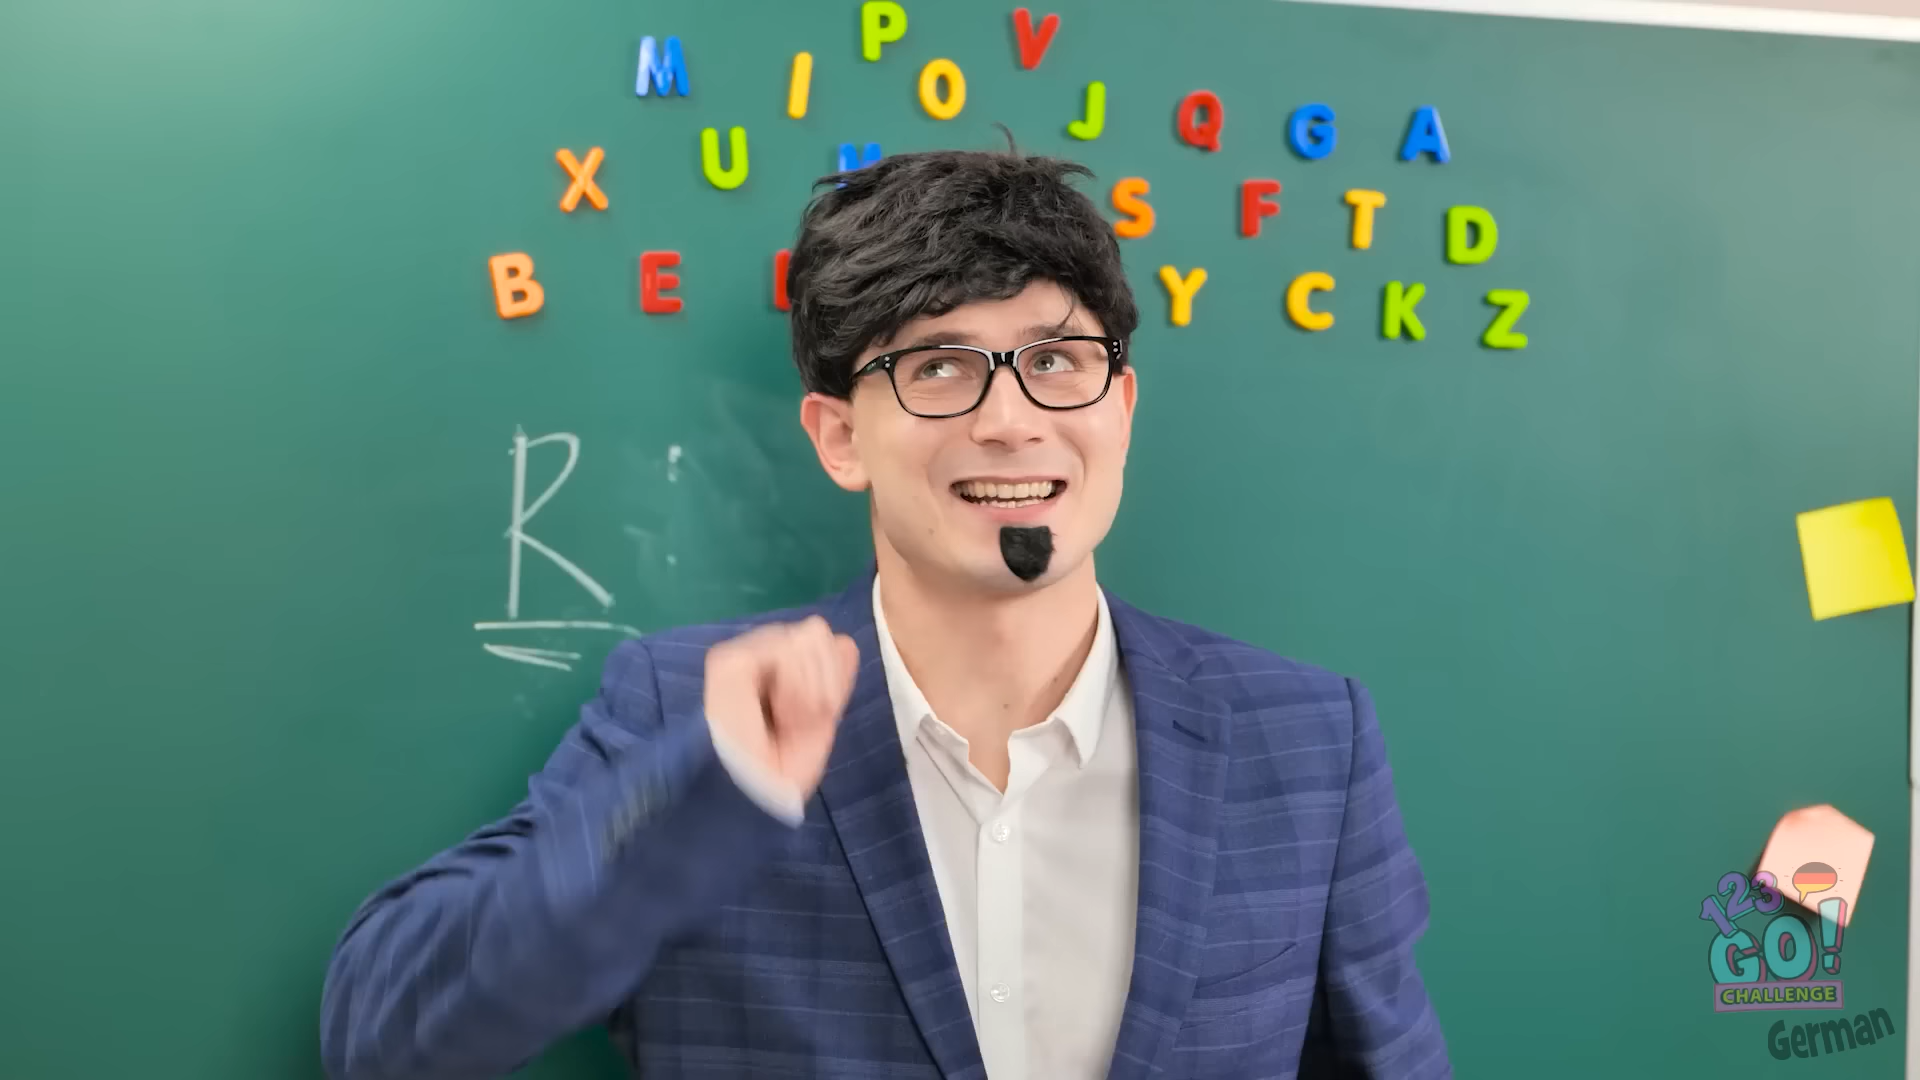 P V
M I O J Q G A
X U M S F T D
B E Y C K Z
R
123
GO!
CHALLENGE
German